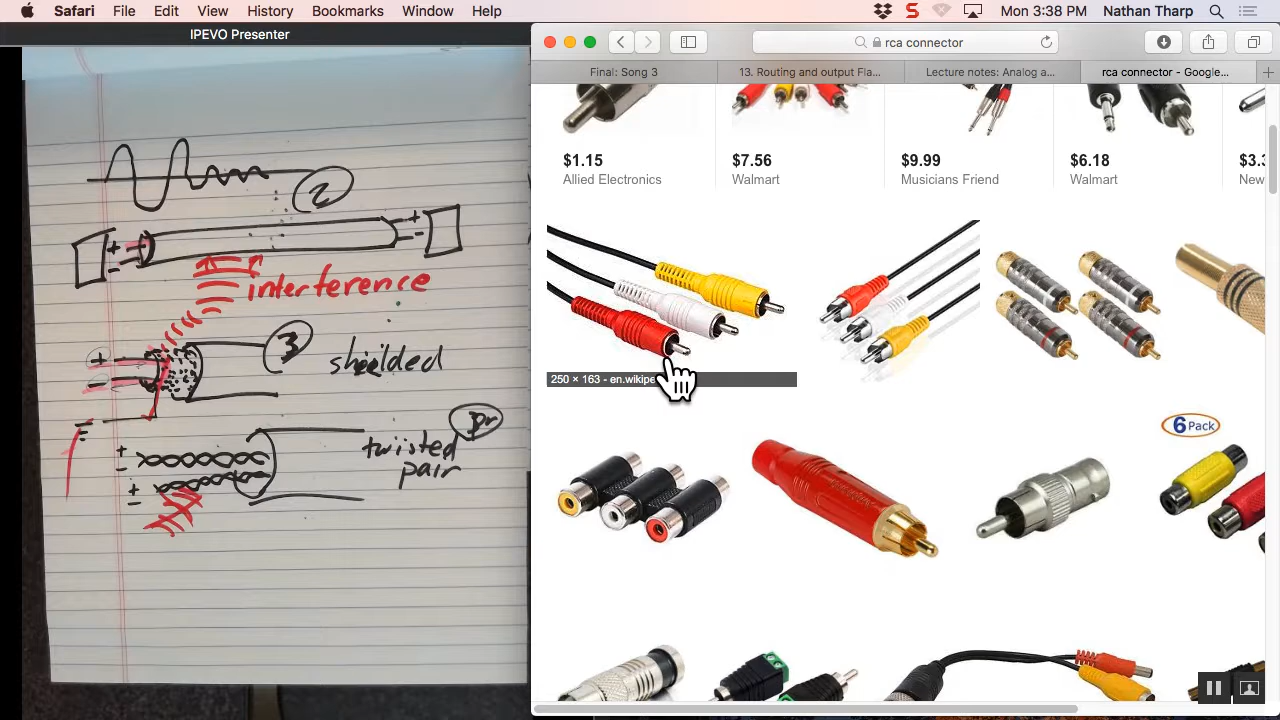 Safari File Edit View History Bookmarks Window Help
Mon 3:38 PM Nathan Tharp
IPEVO Presenter
rca connector
Final: Song 3
13. Routing and output Fla...
Lecture notes: Analog a...
rca connector - Google...
$1.15
Allied Electronics
$7.56
Walmart
$9.99
Musicians Friend
$6.18
Walmart
$3.3
New
250 × 163 - en.wikipe
6 Pack
2
+ -
+ -
interference
+
-
3
shielded
twisted
pair
+
-
+
-